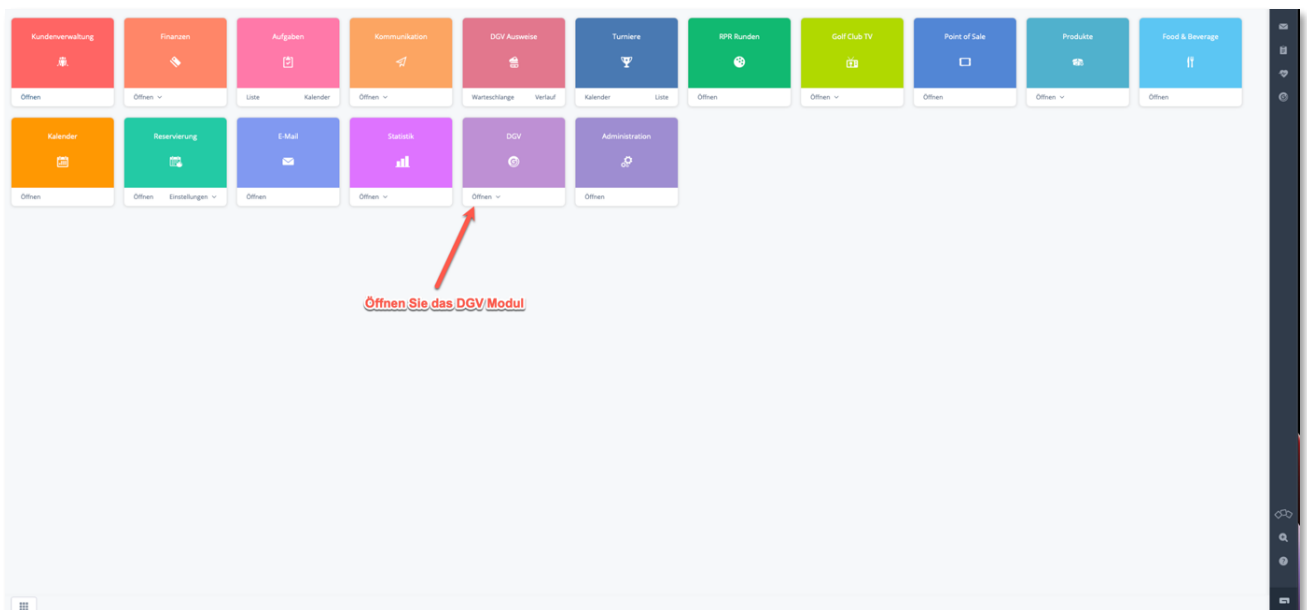 Kundenverwaltung
Finanzen
Aufgaben
Kommunikation
DGV Ausweise
Turniere
RPR Runden
Golf Club TV
Point of Sale
Produkte
Food & Beverage
Öffnen
Öffnen
Liste Kalender
Öffnen
Warteschlange Verlauf
Kalender Liste
Öffnen
Öffnen
Öffnen
Öffnen
Öffnen
Kalender
Reservierung
E-Mail
Statistik
DGV
Administration
Öffnen
Öffnen Einstellungen
Öffnen
Öffnen
Öffnen
Öffnen
Öffnen Sie das DGV Modul